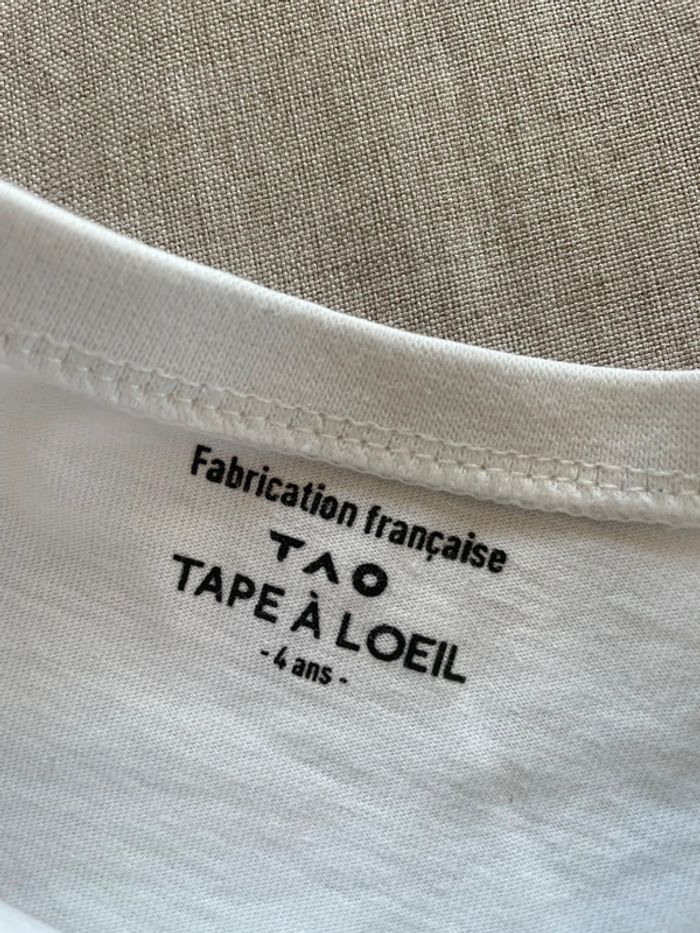 Fabrication française
TAO
TAPE À LOEIL
- 4 ans -